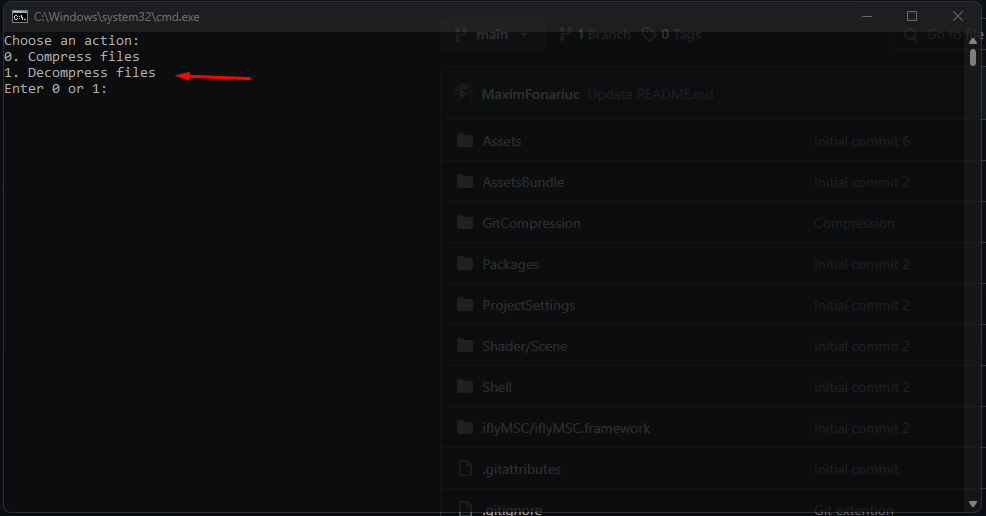 C:\Windows\system32\cmd.exe
Choose an action:
0. Compress files
1. Decompress files
Enter 0 or 1:
main
1 Branch
0 Tags
Go to file
MaximFonariuc Update README.md
Assets Initial commit 6
AssetsBundle Initial commit 2
GitCompression Compression
Packages Initial commit 2
ProjectSettings Initial commit 2
Shader/Scene Initial commit 2
Shell Initial commit 2
iflyMSC/iflyMSC.framework Initial commit 2
.gitattributes Initial commit
.gitignore Git extention